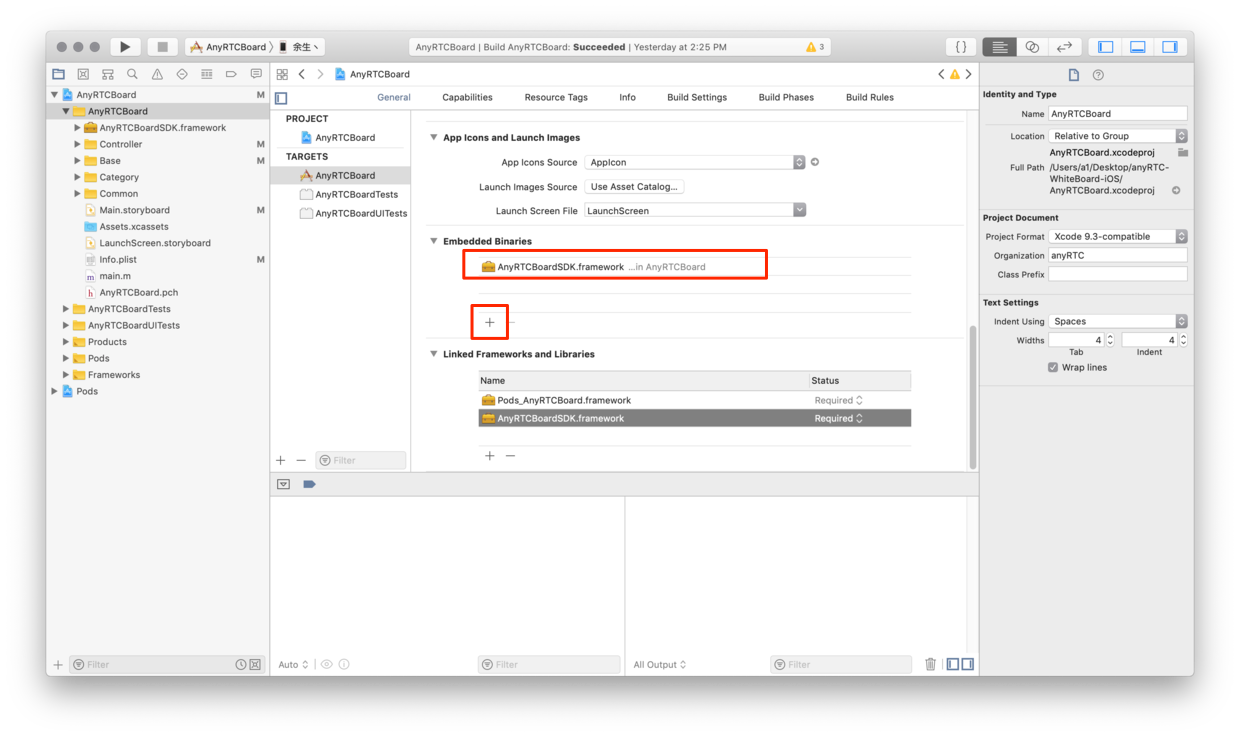 AnyRTCBoard 〉 余生丶
AnyRTCBoard | Build AnyRTCBoard: Succeeded | Yesterday at 2:25 PM
3
{ }
AnyRTCBoard M
AnyRTCBoard
AnyRTCBoardSDK.framework
Controller M
Base M
Category
Common
Main.storyboard M
Assets.xcassets
LaunchScreen.storyboard
Info.plist M
main.m
AnyRTCBoard.pch
AnyRTCBoardTests
AnyRTCBoardUITests
Products
Pods
Frameworks
Pods
Filter
AnyRTCBoard
General Capabilities Resource Tags Info Build Settings Build Phases Build Rules
PROJECT
AnyRTCBoard
TARGETS
AnyRTCBoard
AnyRTCBoardTests
AnyRTCBoardUITests
Filter
App Icons and Launch Images
App Icons Source AppIcon
Launch Images Source Use Asset Catalog...
Launch Screen File LaunchScreen
Embedded Binaries
AnyRTCBoardSDK.framework ...in AnyRTCBoard
Linked Frameworks and Libraries
Name Status
Pods_AnyRTCBoard.framework Required
AnyRTCBoardSDK.framework Required
Auto
Filter
All Output
Filter
Identity and Type
Name AnyRTCBoard
Location Relative to Group
AnyRTCBoard.xcodeproj
Full Path /Users/a1/Desktop/anyRTC-
WhiteBoard-iOS/
AnyRTCBoard.xcodeproj
Project Document
Project Format Xcode 9.3-compatible
Organization anyRTC
Class Prefix
Text Settings
Indent Using Spaces
Widths 4 4
Tab Indent
Wrap lines